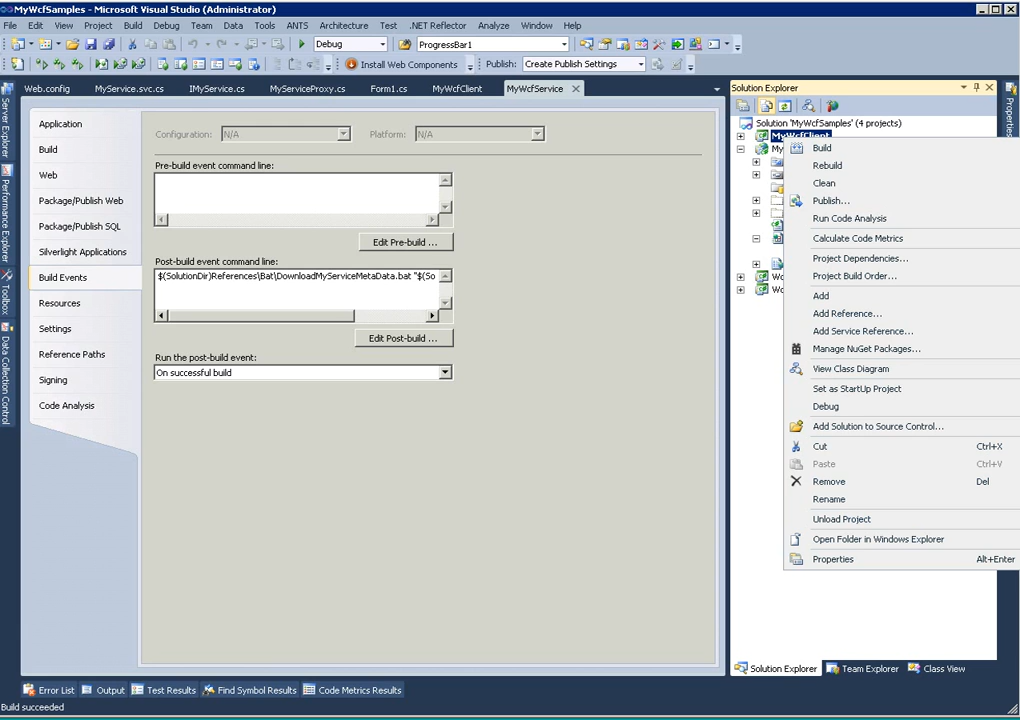 MyWcfSamples - Microsoft Visual Studio (Administrator)
File Edit View Project Build Debug Team Data Tools ANTS Architecture Test .NET Reflector Analyze Window Help
Debug ProgressBar1
Install Web Components Publish: Create Publish Settings
Web.config MyService.svc.cs IMyService.cs MyServiceProxy.cs Form1.cs MyWcfClient MyWcfService
Server Explorer
Performance Explorer
Toolbox
Data Collection Control
Application
Build
Web
Package/Publish Web
Package/Publish SQL
Silverlight Applications
Build Events
Resources
Settings
Reference Paths
Signing
Code Analysis
Configuration: N/A Platform: N/A
Pre-build event command line:
Edit Pre-build ...
Post-build event command line:
$(SolutionDir)References\Bat\DownloadMyServiceMetaData.bat "$(So
Edit Post-build ...
Run the post-build event:
On successful build
Solution Explorer
Solution 'MyWcfSamples' (4 projects)
MyWcfClient
My
Wc
Wc
Build
Rebuild
Clean
Publish...
Run Code Analysis
Calculate Code Metrics
Project Dependencies...
Project Build Order...
Add
Add Reference...
Add Service Reference...
Manage NuGet Packages...
View Class Diagram
Set as StartUp Project
Debug
Add Solution to Source Control...
Cut Ctrl+X
Paste Ctrl+V
Remove Del
Rename
Unload Project
Open Folder in Windows Explorer
Properties Alt+Enter
Properties
Solution Explorer Team Explorer Class View
Error List Output Test Results Find Symbol Results Code Metrics Results
Build succeeded